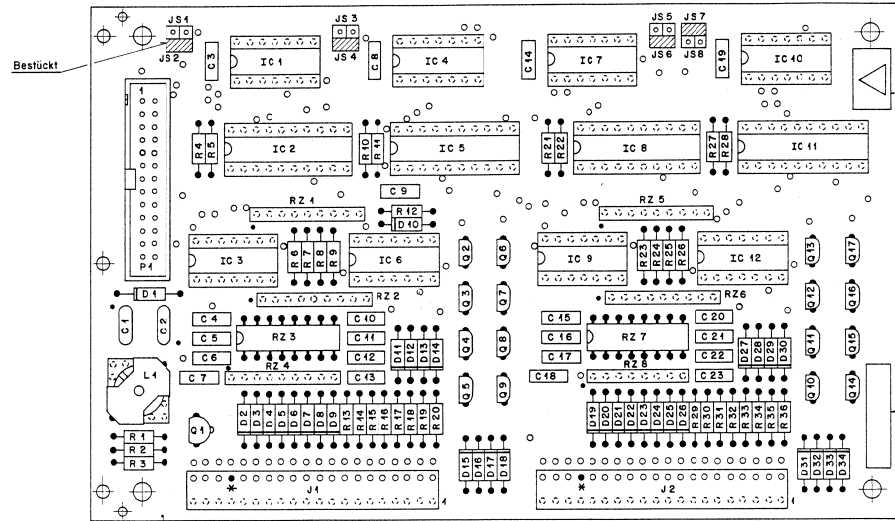 JS1 JS3 JS5 JS7
JS2 JS4 JS6 JS8
Bestückt
C3 IC1 C8 IC4 C14 IC7 C19 IC10
1
R4 R5 IC2 R10 R11 IC5 R21 R22 IC8 R27 R28 IC11
C9
RZ1 R12 RZ5
D10
IC3 R6 R7 R8 R9 IC6 Q2 Q6 IC9 R23 R24 R25 R26 IC12 Q13 Q17
P1
D1 RZ2 Q3 Q7 RZ6 Q12 Q16
C1 C2 C4 C10 C15 C20
C5 RZ3 C11 D11 D12 D13 D14 Q4 Q8 C16 RZ7 C21 D27 D28 D29 D30 Q11 Q15
C6 C12 C17 C22
L1 C7 RZ4 C13 Q5 Q9 C18 RZ8 C23 Q10 Q14
Q1 D2 D3 D4 D5 D6 D7 D8 D9 R13 R14 R15 R16 R17 R18 R19 R20 D19 D20 D21 D22 D23 D24 D25 D26 R29 R30 R31 R32 R33 R34 R35 R36
R1
R2
R3
D15 D16 D17 D18 D31 D32 D33 D34
* J1 1 * J2 1